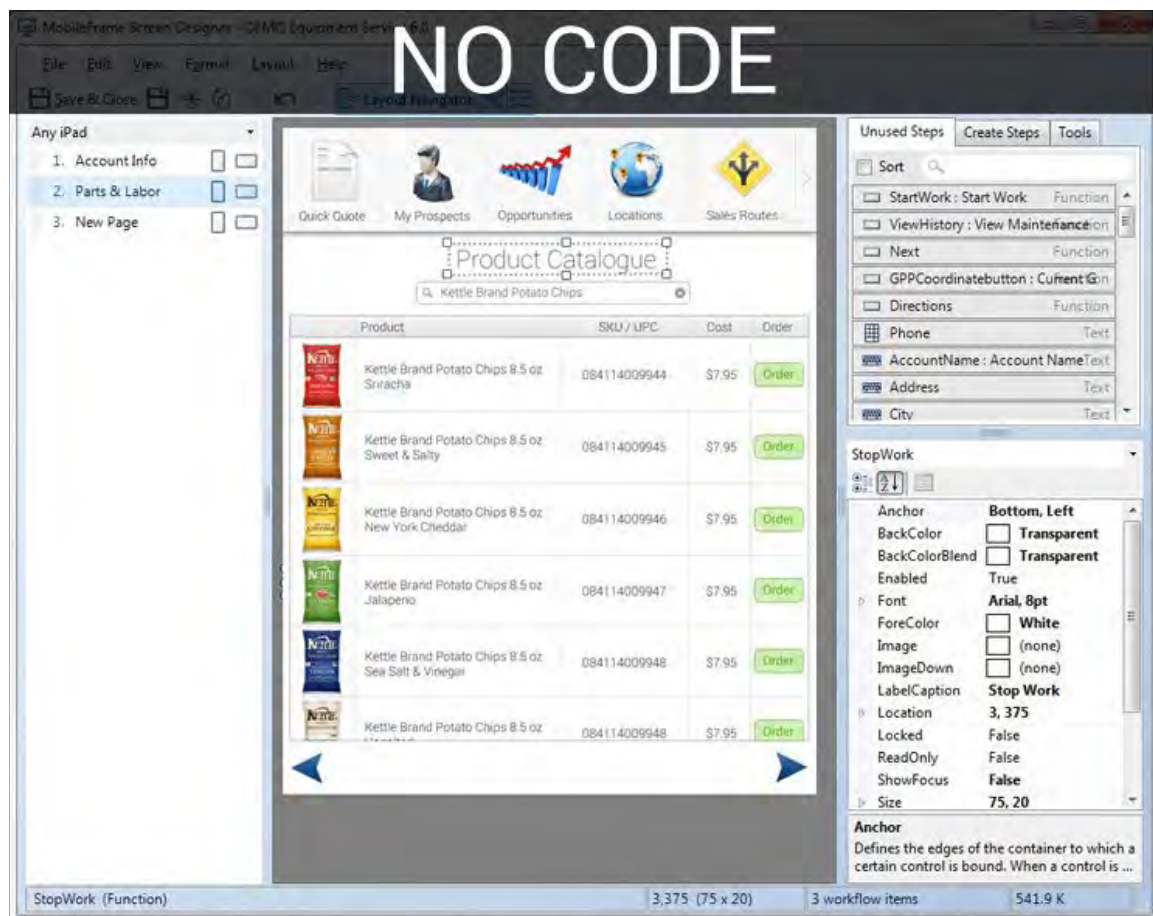 NO CODE
MobileFrame Screen Designer
File Edit View Format Layout Help
Save & Close
Layout Navigator
Any iPad
1. Account Info
2. Parts & Labor
3. New Page
Quick Quote My Prospects Opportunities Locations Sales Routes
Product Catalogue
Kettle Brand Potato Chips
Product SKU / UPC Cost Order
Kettle Brand Potato Chips 8.5 oz
Sriracha
084114009944 $7.95 Order
Kettle Brand Potato Chips 8.5 oz
Sweet & Salty
084114009945 $7.95 Order
Kettle Brand Potato Chips 8.5 oz
New York Cheddar
084114009946 $7.95 Order
Kettle Brand Potato Chips 8.5 oz
Jalapeno
084114009947 $7.95 Order
Kettle Brand Potato Chips 8.5 oz
Sea Salt & Vinegar
084114009948 $7.95 Order
Kettle Brand Potato Chips 8.5 oz
084114009948 $7.95 Order
Unused Steps Create Steps Tools
Sort
StartWork : Start Work Function
ViewHistory : View Maintenance
Next Function
GPPCoordinatebutton : Current G
Directions Function
Phone Text
AccountName : Account Name Text
Address Text
City Text
StopWork
Anchor Bottom, Left
BackColor Transparent
BackColorBlend Transparent
Enabled True
Font Arial, 8pt
ForeColor White
Image (none)
ImageDown (none)
LabelCaption Stop Work
Location 3, 375
Locked False
ReadOnly False
ShowFocus False
Size 75, 20
Anchor
Defines the edges of the container to which a
certain control is bound. When a control is ...
StopWork (Function) 3,375 (75 x 20) 3 workflow items 541.9 K